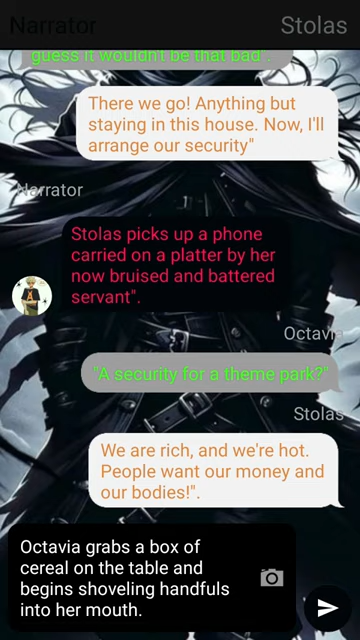 Narrator
Stolas
guess it wouldn't be that bad".
There we go! Anything but
staying in this house. Now, I'll
arrange our security"
Narrator
Stolas picks up a phone
carried on a platter by her
now bruised and battered
servant".
Octavia
"A security for a theme park?"
Stolas
We are rich, and we're hot.
People want our money and
our bodies!".
Octavia grabs a box of
cereal on the table and
begins shoveling handfuls
into her mouth.